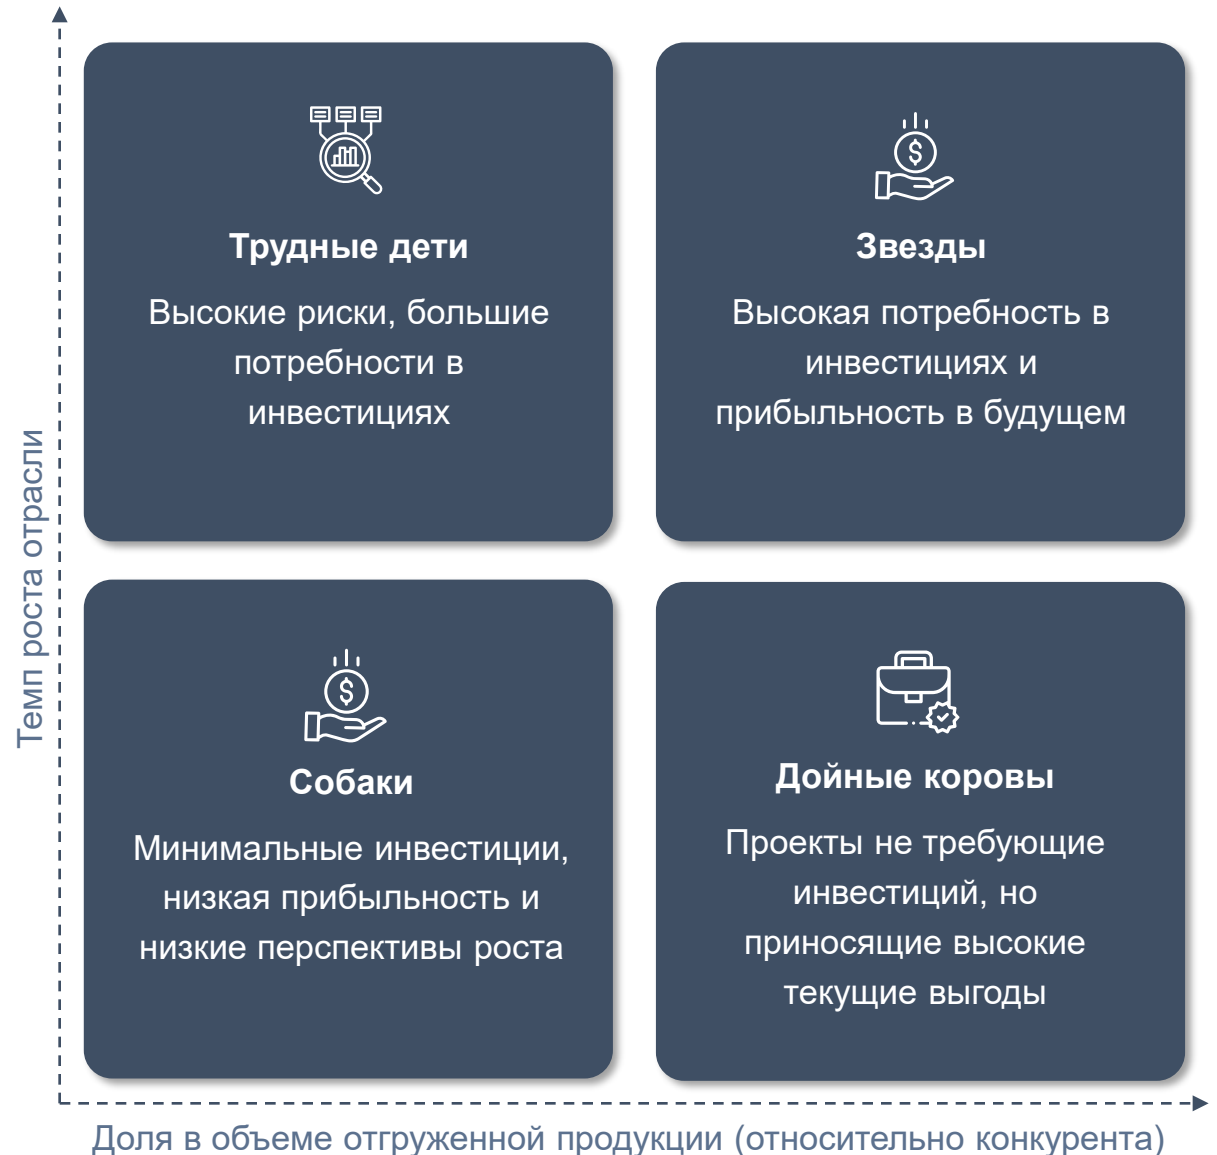 Темп роста отрасли
Трудные дети
Высокие риски, большие
потребности в
инвестициях
Звезды
Высокая потребность в
инвестициях и
прибыльность в будущем
Собаки
Минимальные инвестиции,
низкая прибыльность и
низкие перспективы роста
Дойные коровы
Проекты не требующие
инвестиций, но
приносящие высокие
текущие выгоды
Доля в объеме отгруженной продукции (относительно конкурента)